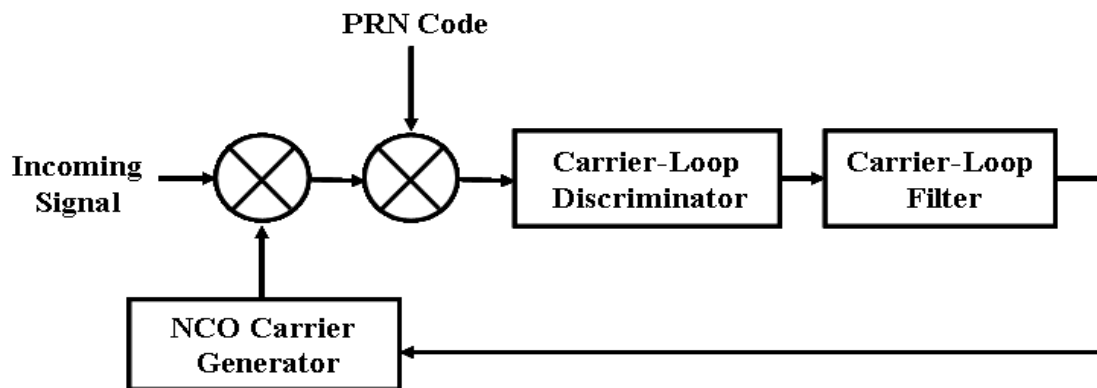 PRN Code
Incoming
Signal
Carrier-Loop
Discriminator
Carrier-Loop
Filter
NCO Carrier
Generator